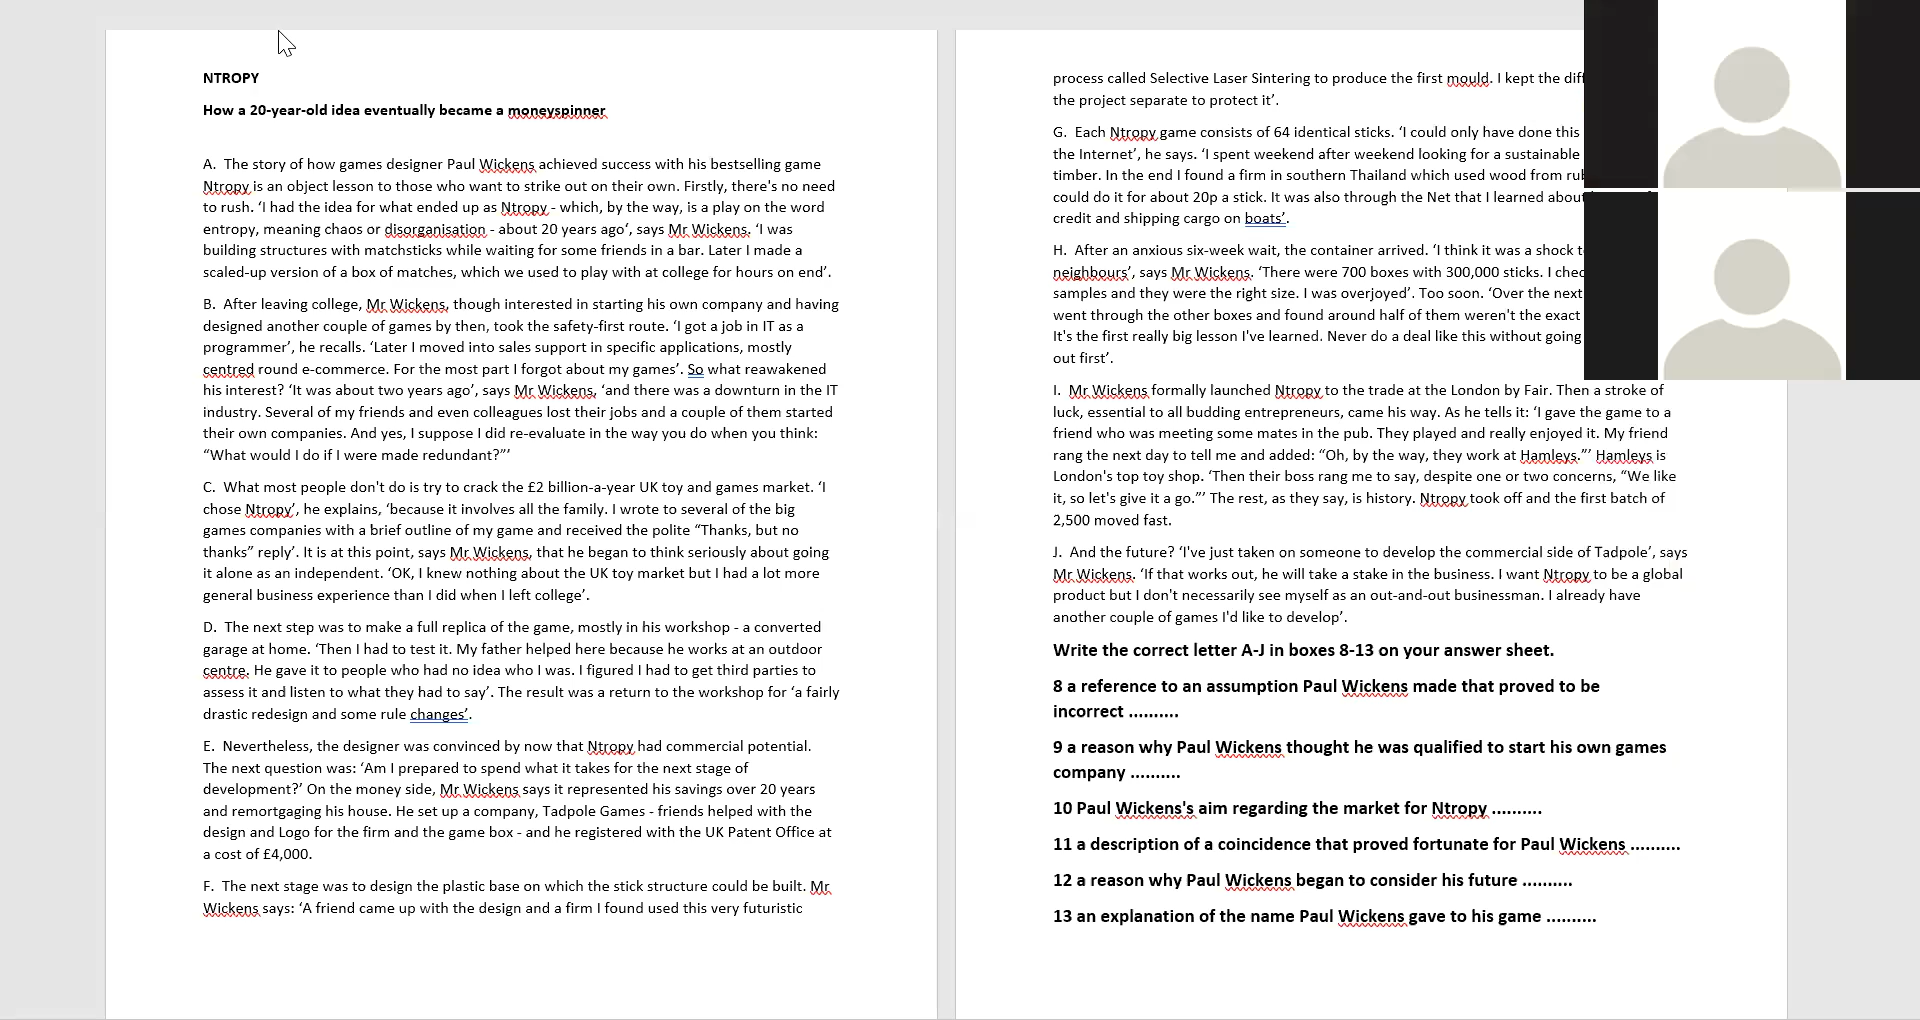 NTROPY
How a 20-year-old idea eventually became a moneyspinner
A. The story of how games designer Paul Wickens achieved success with his bestselling game
Ntropy is an object lesson to those who want to strike out on their own. Firstly, there's no need
to rush. ‘I had the idea for what ended up as Ntropy - which, by the way, is a play on the word
entropy, meaning chaos or disorganisation - about 20 years ago‘, says Mr Wickens. ‘I was
building structures with matchsticks while waiting for some friends in a bar. Later I made a
scaled-up version of a box of matches, which we used to play with at college for hours on end’.
B. After leaving college, Mr Wickens, though interested in starting his own company and having
designed another couple of games by then, took the safety-first route. ‘I got a job in IT as a
programmer’, he recalls. ‘Later I moved into sales support in specific applications, mostly
centred round e-commerce. For the most part I forgot about my games’. So what reawakened
his interest? ‘It was about two years ago’, says Mr Wickens, ‘and there was a downturn in the IT
industry. Several of my friends and even colleagues lost their jobs and a couple of them started
their own companies. And yes, I suppose I did re-evaluate in the way you do when you think:
“What would I do if I were made redundant?”’
C. What most people don't do is try to crack the £2 billion-a-year UK toy and games market. ‘I
chose Ntropy’, he explains, ‘because it involves all the family. I wrote to several of the big
games companies with a brief outline of my game and received the polite “Thanks, but no
thanks” reply’. It is at this point, says Mr Wickens, that he began to think seriously about going
it alone as an independent. ‘OK, I knew nothing about the UK toy market but I had a lot more
general business experience than I did when I left college’.
D. The next step was to make a full replica of the game, mostly in his workshop - a converted
garage at home. ‘Then I had to test it. My father helped here because he works at an outdoor
centre. He gave it to people who had no idea who I was. I figured I had to get third parties to
assess it and listen to what they had to say’. The result was a return to the workshop for ‘a fairly
drastic redesign and some rule changes’.
E. Nevertheless, the designer was convinced by now that Ntropy had commercial potential.
The next question was: ‘Am I prepared to spend what it takes for the next stage of
development?’ On the money side, Mr Wickens says it represented his savings over 20 years
and remortgaging his house. He set up a company, Tadpole Games - friends helped with the
design and Logo for the firm and the game box - and he registered with the UK Patent Office at
a cost of £4,000.
F. The next stage was to design the plastic base on which the stick structure could be built. Mr
Wickens says: ‘A friend came up with the design and a firm I found used this very futuristic
process called Selective Laser Sintering to produce the first mould. I kept the
the project separate to protect it’.
G. Each Ntropy game consists of 64 identical sticks. ‘I could only have done this
the Internet’, he says. ‘I spent weekend after weekend looking for a sustainable
timber. In the end I found a firm in southern Thailand which used wood from
could do it for about 20p a stick. It was also through the Net that I learned about
credit and shipping cargo on boats’.
H. After an anxious six-week wait, the container arrived. ‘I think it was a shock
neighbours’, says Mr Wickens. ‘There were 700 boxes with 300,000 sticks. I
samples and they were the right size. I was overjoyed’. Too soon. ‘Over the next
went through the other boxes and found around half of them weren't the exact
It's the first really big lesson I've learned. Never do a deal like this without going
out first’.
I. Mr Wickens formally launched Ntropy to the trade at the London by Fair. Then a stroke of
luck, essential to all budding entrepreneurs, came his way. As he tells it: ‘I gave the game to a
friend who was meeting some mates in the pub. They played and really enjoyed it. My friend
rang the next day to tell me and added: “Oh, by the way, they work at Hamleys.”’ Hamleys is
London's top toy shop. ‘Then their boss rang me to say, despite one or two concerns, “We like
it, so let's give it a go.”’ The rest, as they say, is history. Ntropy took off and the first batch of
2,500 moved fast.
J. And the future? ‘I've just taken on someone to develop the commercial side of Tadpole’, says
Mr Wickens. ‘If that works out, he will take a stake in the business. I want Ntropy to be a global
product but I don't necessarily see myself as an out-and-out businessman. I already have
another couple of games I'd like to develop’.
Write the correct letter A-J in boxes 8-13 on your answer sheet.
8 a reference to an assumption Paul Wickens made that proved to be
incorrect ..........
9 a reason why Paul Wickens thought he was qualified to start his own games
company ..........
10 Paul Wickens's aim regarding the market for Ntropy ..........
11 a description of a coincidence that proved fortunate for Paul Wickens ..........
12 a reason why Paul Wickens began to consider his future ..........
13 an explanation of the name Paul Wickens gave to his game ..........